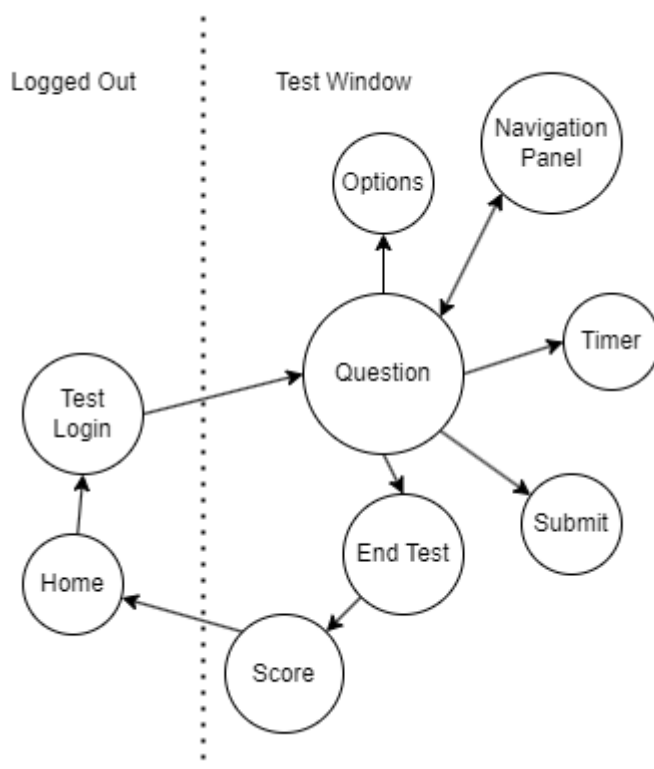 Logged Out
Test Window
Navigation
Panel
Options
Timer
Question
Test
Login
Submit
End Test
Home
Score